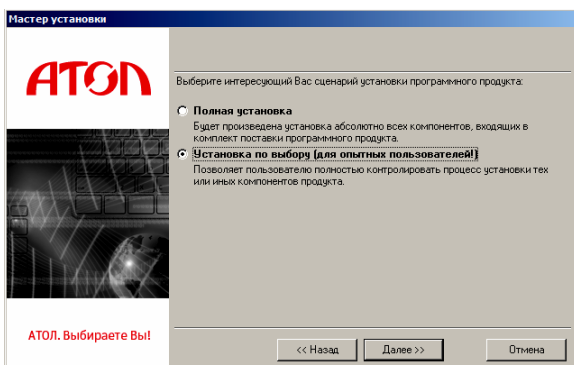 Мастер установки
АТОЛ
Выберите интересующий Вас сценарий установки программного продукта:
Полная установка
Будет произведена установка абсолютно всех компонентов, входящих в
комплект поставки программного продукта.
Установка по выбору (для опытных пользователей!)
Позволяет пользователю полностью контролировать процесс установки тех
или иных компонентов продукта.
АТОЛ. Выбираете Вы!
<< Назад
Далее >>
Отмена